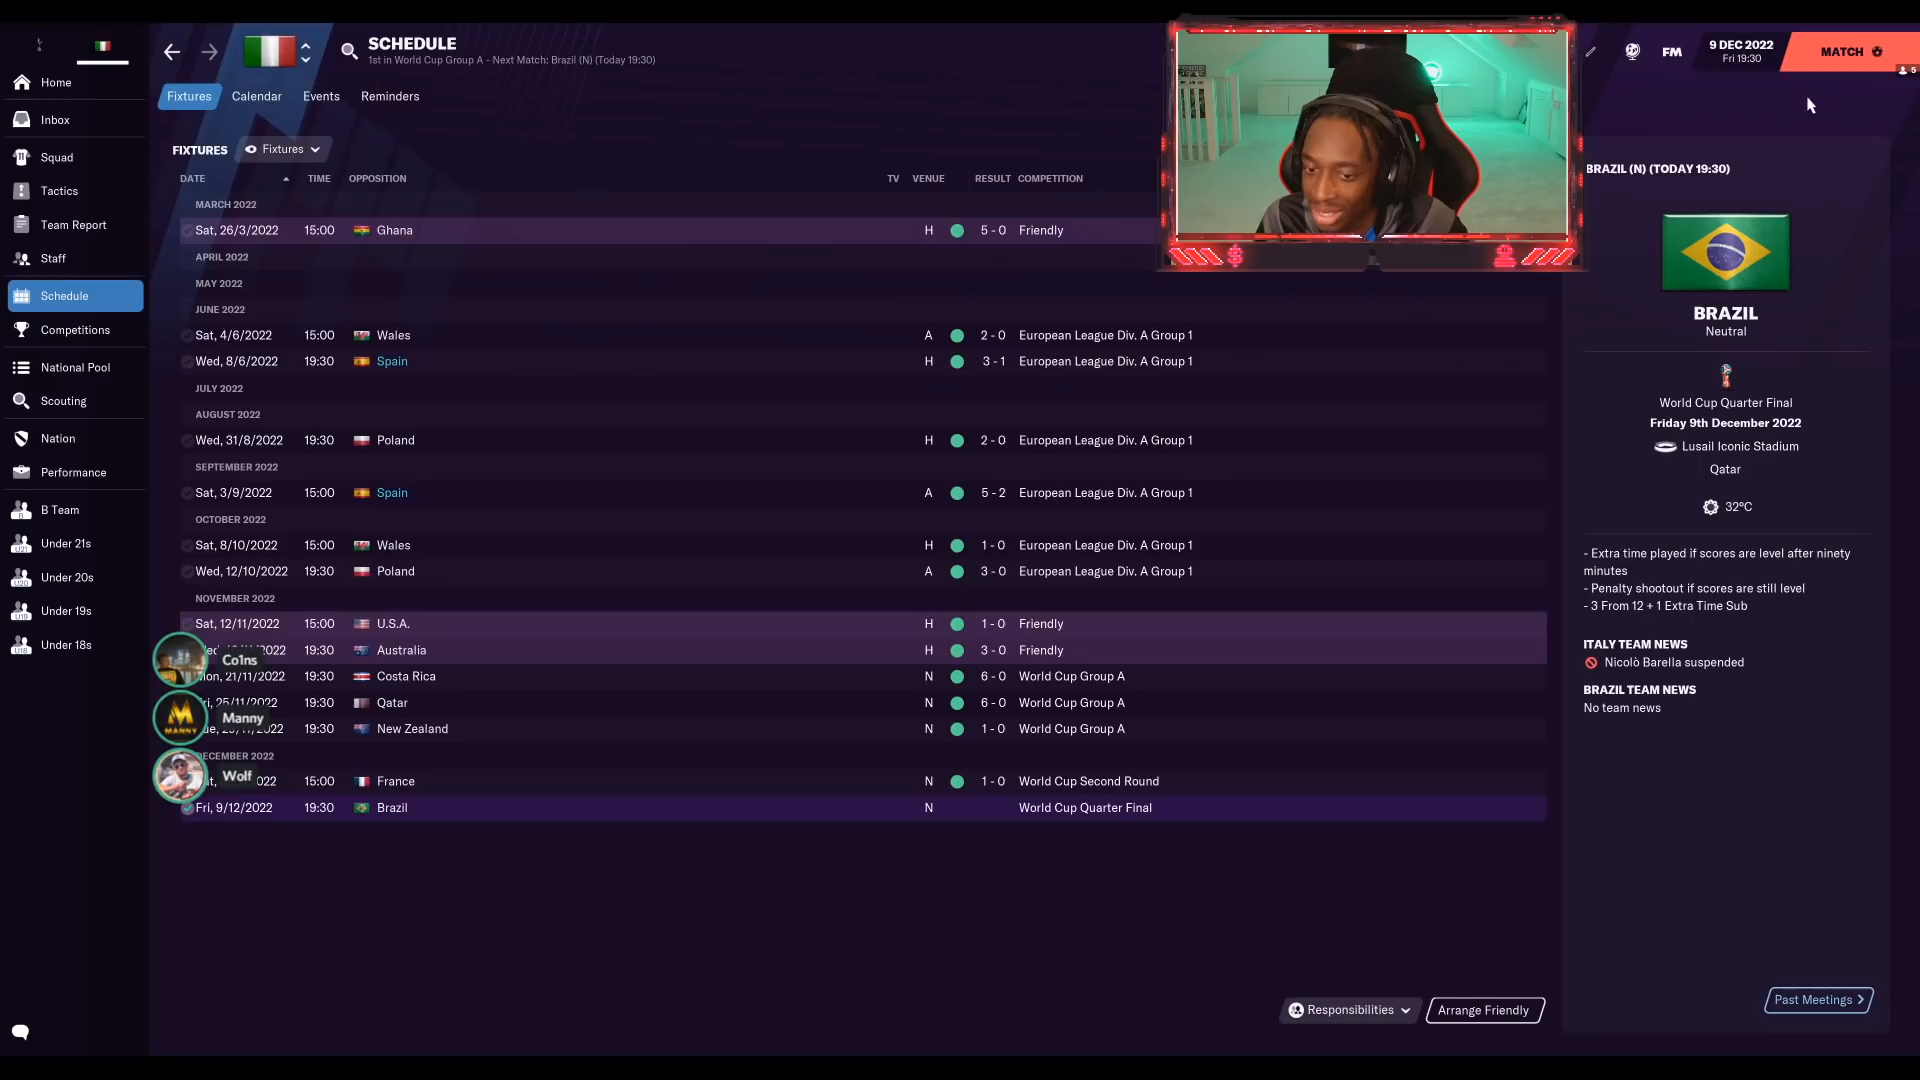 SCHEDULE
1st in World Cup Group A - Next Match: Brazil (N) (Today 19:30)
FM
9 DEC 2022
Fri 19:30
MATCH
5
Home
Inbox
Squad
Tactics
Team Report
Staff
Schedule
Competitions
National Pool
Scouting
Nation
Performance
B Team
Under 21s
Under 20s
Under 19s
Under 18s
Fixtures Calendar Events Reminders
FIXTURES Fixtures
DATE TIME OPPOSITION TV VENUE RESULT COMPETITION
MARCH 2022
Sat, 26/3/2022 15:00 Ghana H 5 - 0 Friendly
APRIL 2022
MAY 2022
JUNE 2022
Sat, 4/6/2022 15:00 Wales A 2 - 0 European League Div. A Group 1
Wed, 8/6/2022 19:30 Spain H 3 - 1 European League Div. A Group 1
JULY 2022
AUGUST 2022
Wed, 31/8/2022 19:30 Poland H 2 - 0 European League Div. A Group 1
SEPTEMBER 2022
Sat, 3/9/2022 15:00 Spain A 5 - 2 European League Div. A Group 1
OCTOBER 2022
Sat, 8/10/2022 15:00 Wales H 1 - 0 European League Div. A Group 1
Wed, 12/10/2022 19:30 Poland A 3 - 0 European League Div. A Group 1
NOVEMBER 2022
Sat, 12/11/2022 15:00 U.S.A. H 1 - 0 Friendly
19:30 Australia H 3 - 0 Friendly
Mon, 21/11/2022 19:30 Costa Rica N 6 - 0 World Cup Group A
25/11/2022 19:30 Qatar N 6 - 0 World Cup Group A
19:30 New Zealand N 1 - 0 World Cup Group A
DECEMBER 2022
15:00 France N 1 - 0 World Cup Second Round
Fri, 9/12/2022 19:30 Brazil N World Cup Quarter Final
Co1ns
MANNY
Manny
Wolf
Responsibilities
Arrange Friendly
BRAZIL (N) (TODAY 19:30)
BRAZIL
Neutral
World Cup Quarter Final
Friday 9th December 2022
Lusail Iconic Stadium
Qatar
32°C
- Extra time played if scores are level after ninety
minutes
- Penalty shootout if scores are still level
- 3 From 12 + 1 Extra Time Sub
ITALY TEAM NEWS
Nicolò Barella suspended
BRAZIL TEAM NEWS
No team news
Past Meetings